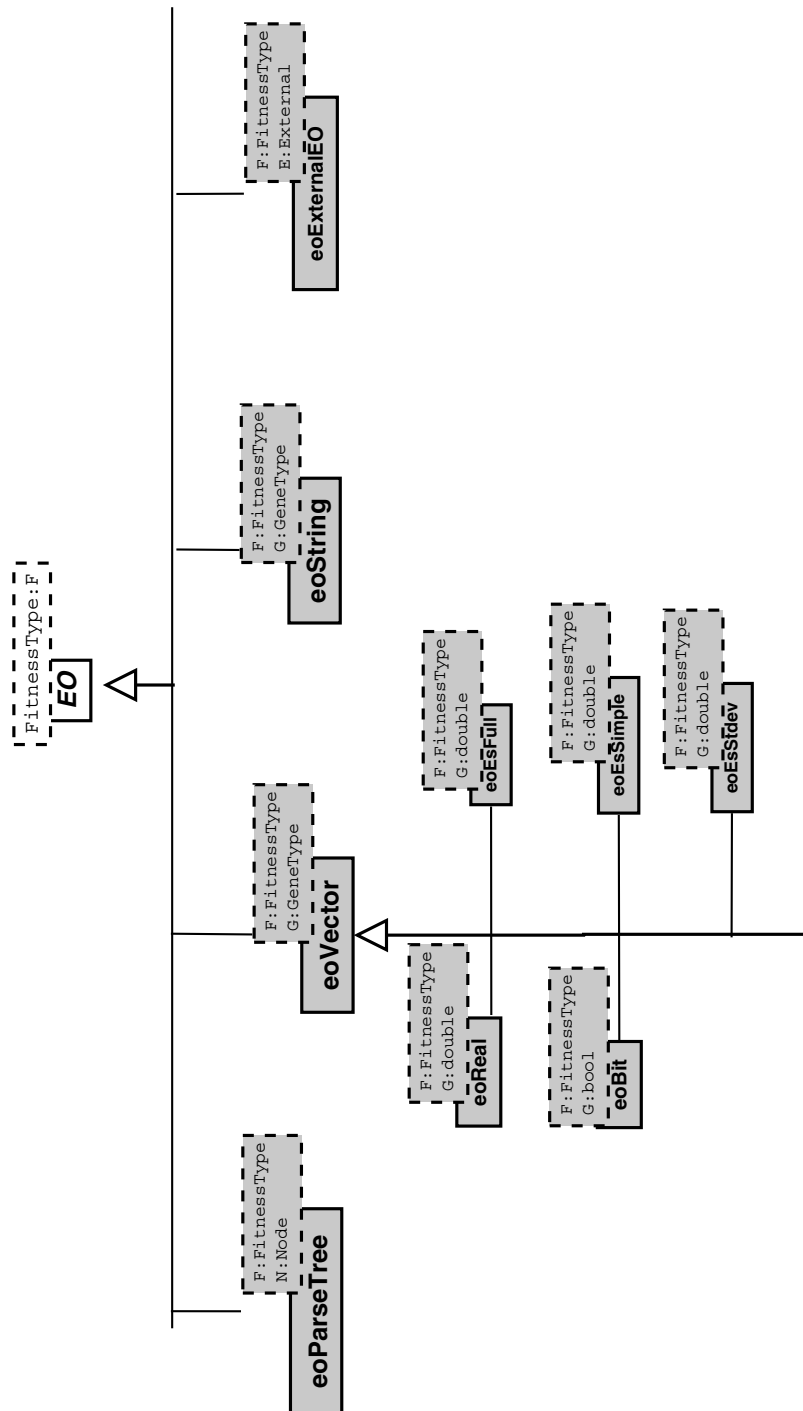 FitnessType:F
EO
F:FitnessType
N:Node
eoParseTree
F:FitnessType
G:GeneType
eoVector
F:FitnessType
G:GeneType
eoString
F:FitnessType
E:External
eoExternalEO
F:FitnessType
G:double
eoReal
F:FitnessType
G:double
eoEsFull
F:FitnessType
G:bool
eoBit
F:FitnessType
G:double
eoEsSimple
F:FitnessType
G:double
eoEsStdev